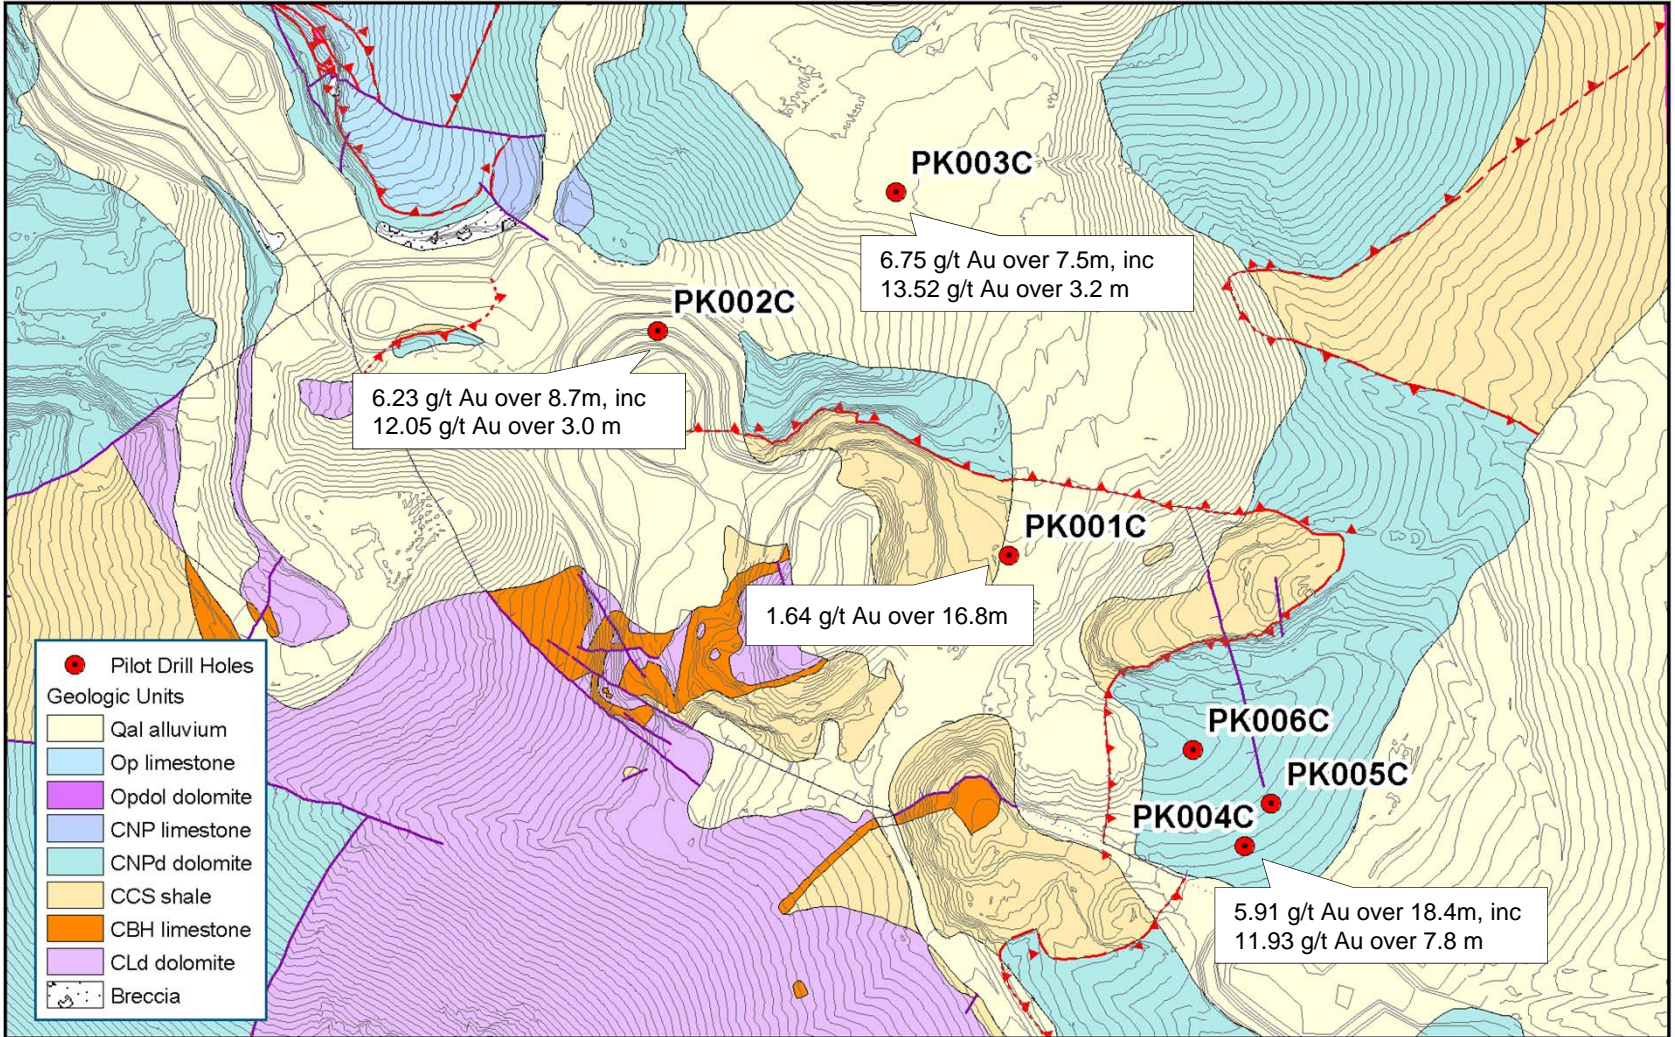 PK003C
6.75 g/t Au over 7.5m, inc
13.52 g/t Au over 3.2 m
PK002C
6.23 g/t Au over 8.7m, inc
12.05 g/t Au over 3.0 m
PK001C
1.64 g/t Au over 16.8m
PK006C
PK005C
PK004C
5.91 g/t Au over 18.4m, inc
11.93 g/t Au over 7.8 m
Pilot Drill Holes
Geologic Units
Qal alluvium
Op limestone
Opdol dolomite
CNP limestone
CNPd dolomite
CCS shale
CBH limestone
CLd dolomite
Breccia